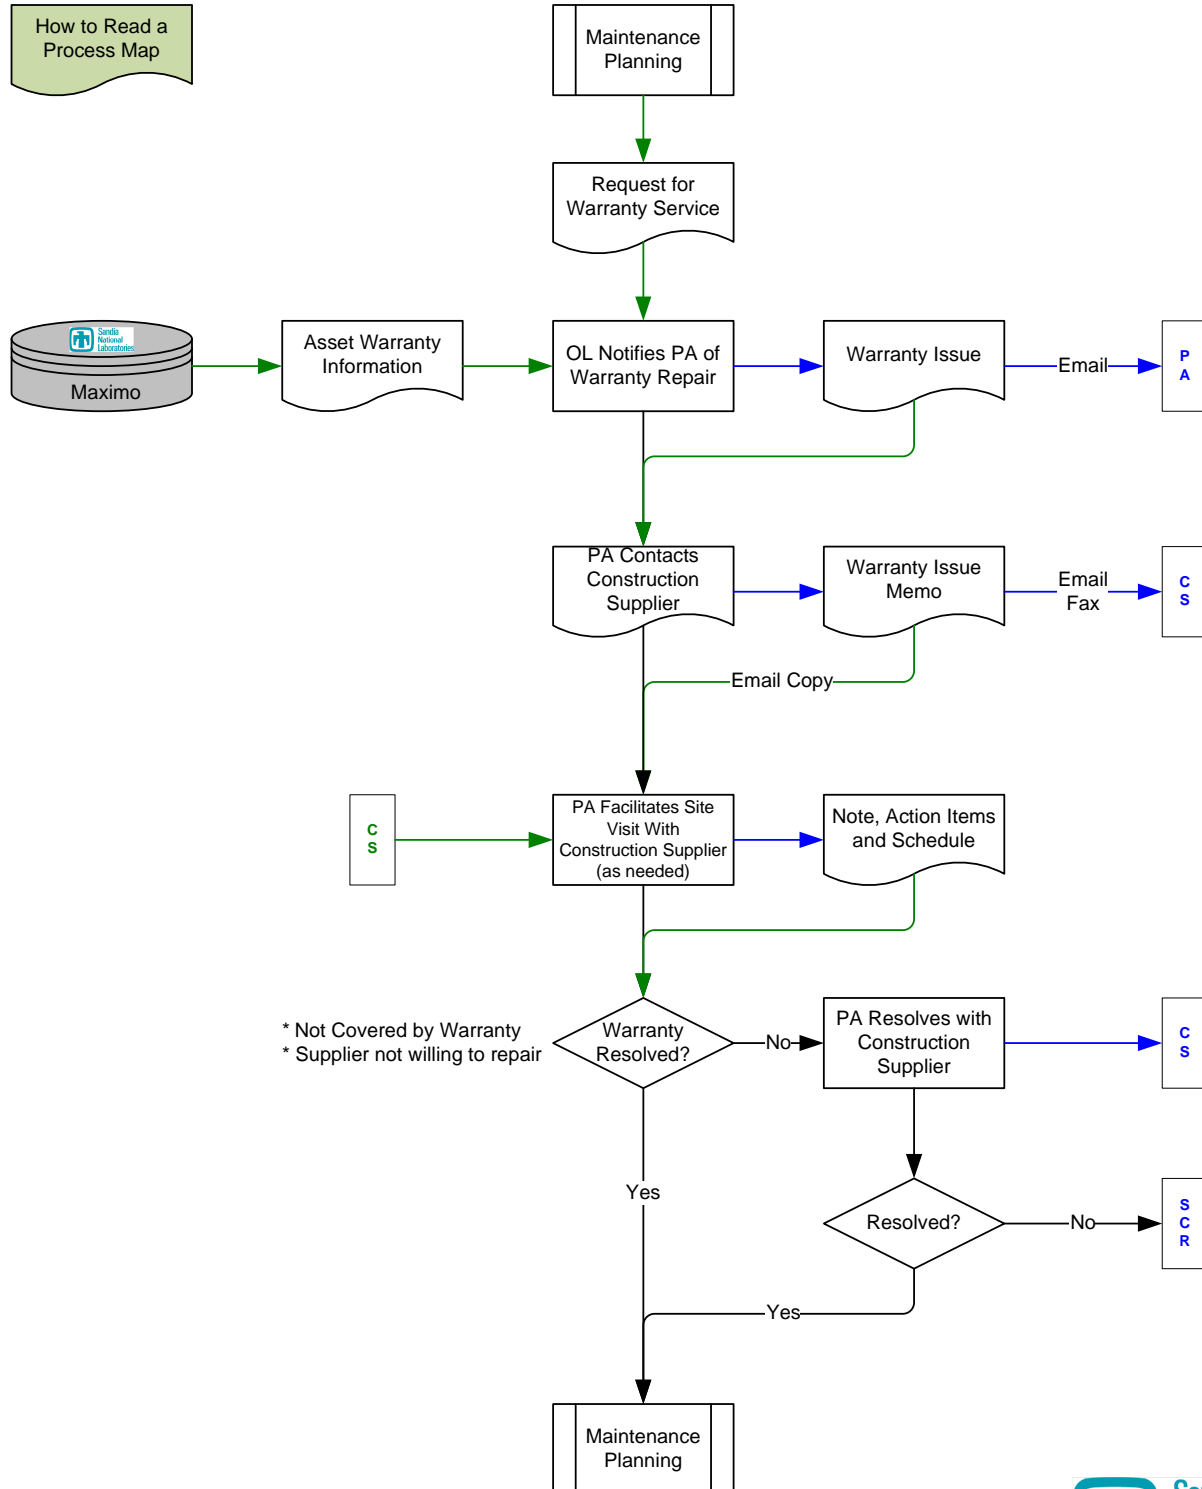 How to Read a
Process Map
Maintenance
Planning
Request for
Warranty Service
Sandia
National
Laboratories
Maximo
Asset Warranty
Information
OL Notifies PA of
Warranty Repair
Warranty Issue
Email
P
A
PA Contacts
Construction
Supplier
Warranty Issue
Memo
Email
Fax
C
S
Email Copy
C
S
PA Facilitates Site
Visit With
Construction Supplier
(as needed)
Note, Action Items
and Schedule
* Not Covered by Warranty
* Supplier not willing to repair
Warranty
Resolved?
No
PA Resolves with
Construction
Supplier
C
S
Yes
Resolved?
No
S
C
R
Yes
Maintenance
Planning